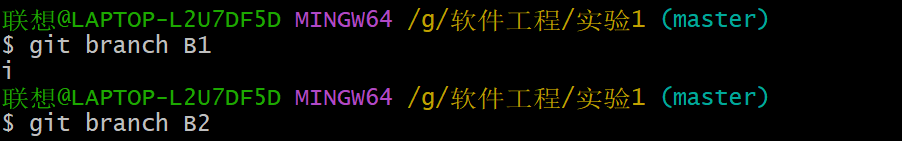 联想@LAPTOP-L2U7DF5D MINGW64 /g/软件工程/实验1 (master)
$ git branch B1
i
联想@LAPTOP-L2U7DF5D MINGW64 /g/软件工程/实验1 (master)
$ git branch B2